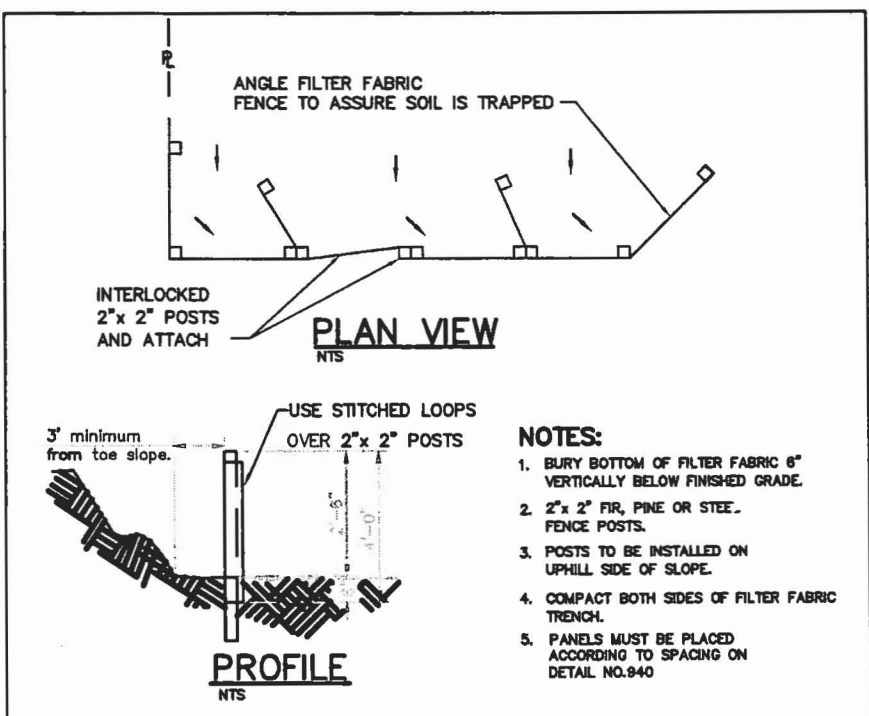 PL
ANGLE FILTER FABRIC
FENCE TO ASSURE SOIL IS TRAPPED
INTERLOCKED
2"x 2" POSTS
AND ATTACH
PLAN VIEW
NTS
3' minimum
from toe slope.
USE STITCHED LOOPS
OVER 2"x 2" POSTS
4'-0"
PROFILE
NTS
NOTES:
1. BURY BOTTOM OF FILTER FABRIC 6"
VERTICALLY BELOW FINISHED GRADE.
2. 2"x 2" FIR, PINE OR STEE_
FENCE POSTS.
3. POSTS TO BE INSTALLED ON
UPHILL SIDE OF SLOPE.
4. COMPACT BOTH SIDES OF FILTER FABRIC
TRENCH.
5. PANELS MUST BE PLACED
ACCORDING TO SPACING ON
DETAIL NO.940